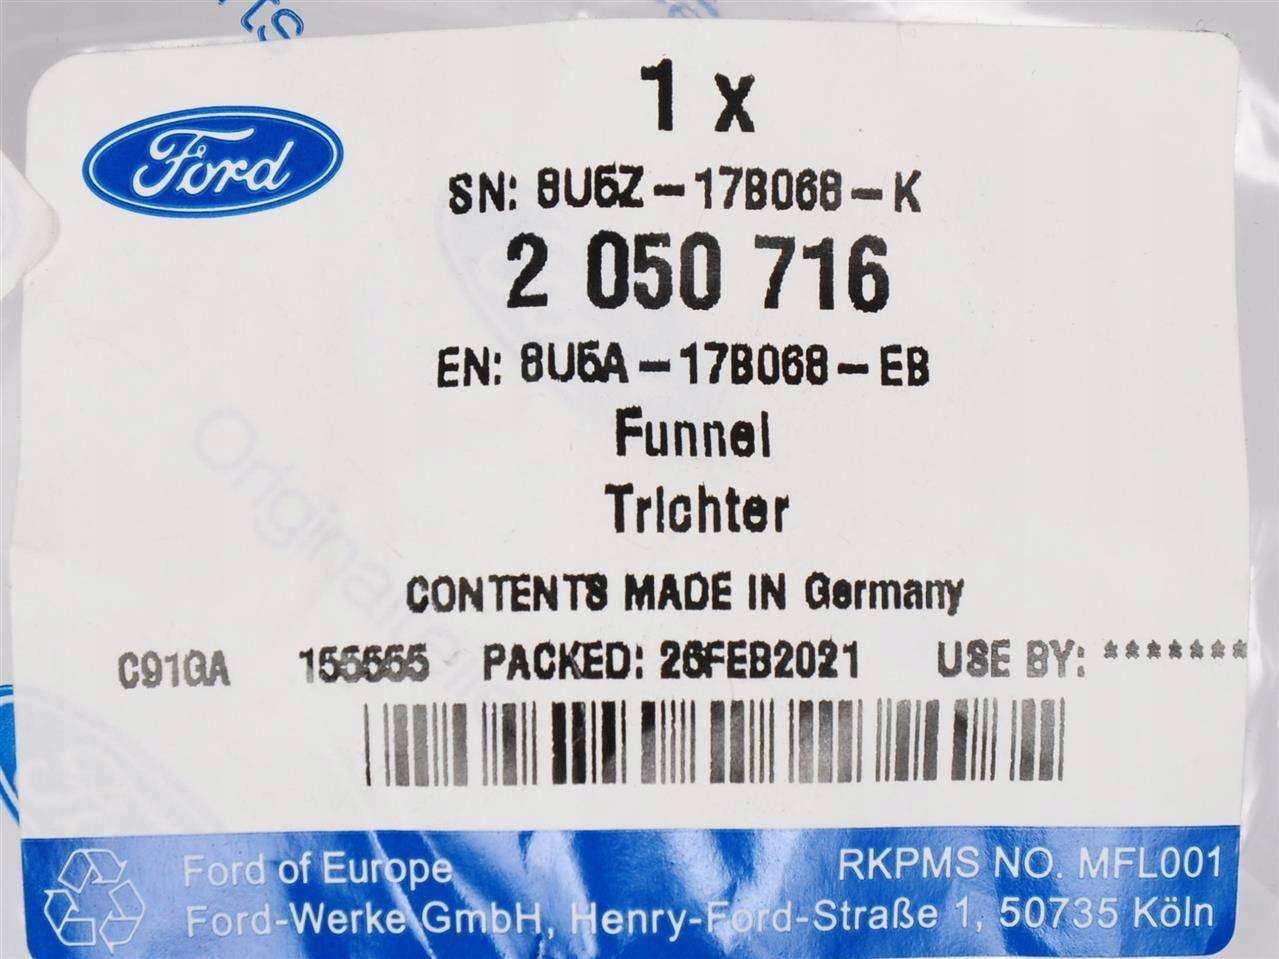 Ford
1 x
SN: 8U5Z-17B068-K
2 050 716
EN: 8U5A-17B068-EB
Funnel
Trichter
CONTENTS MADE IN Germany
C91GA 155555 PACKED: 26FEB2021 USE BY: *******
Ford of Europe RKPMS NO. MFL001
Ford-Werke GmbH, Henry-Ford-Straße 1, 50735 Köln